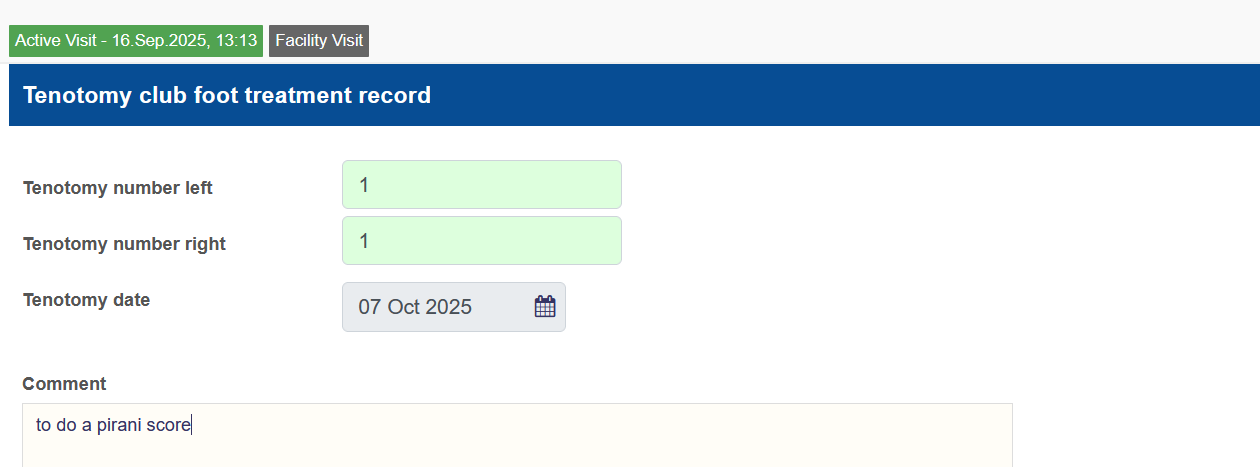 Active Visit - 16.Sep.2025, 13:13 Facility Visit
Tenotomy club foot treatment record
Tenotomy number left 1
Tenotomy number right 1
Tenotomy date 07 Oct 2025
Comment
to do a pirani score